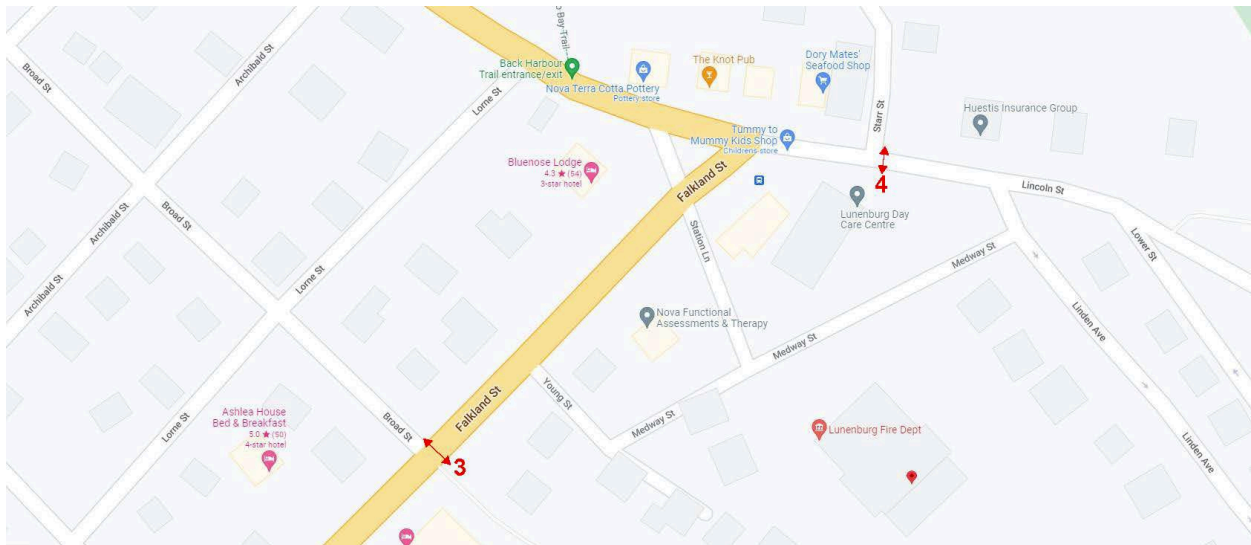 o Bay Trail
Archibald St
Broad St
Back Harbour
Trail entrance/exit
The Knot Pub
Dory Mates'
Seafood Shop
Nova Terra Cotta Pottery
Pottery store
Lorne St
Starr St
Huestis Insurance Group
Tummy to
Mummy Kids Shop
Childrens store
Bluenose Lodge
4.3 ★ (54)
3-star hotel
Falkland St
4
Lincoln St
Archibald St
Broad St
Lunenburg Day
Care Centre
Station Ln
Lower St
Medway St
Archibald St
Lorne St
Nova Functional
Assessments & Therapy
Linden Ave
Medway St
Young St
Falkland St
Ashlea House
Bed & Breakfast
5.0 ★ (50)
4-star hotel
Broad St
Lorne St
Medway St
Lunenburg Fire Dept
Linden Ave
3